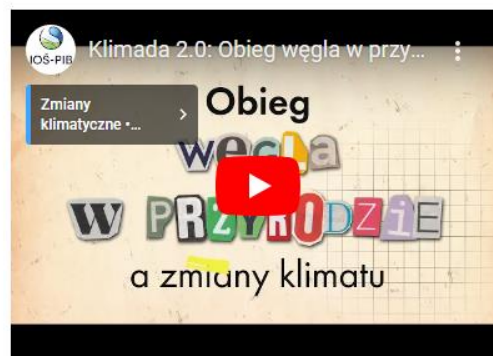 IOŚ-PIB
Klimada 2.0: Obieg węgla w przy...
Zmiany
klimatyczne •...
Obieg
węgla
W PRZYRODZIE
a zmiany klimatu